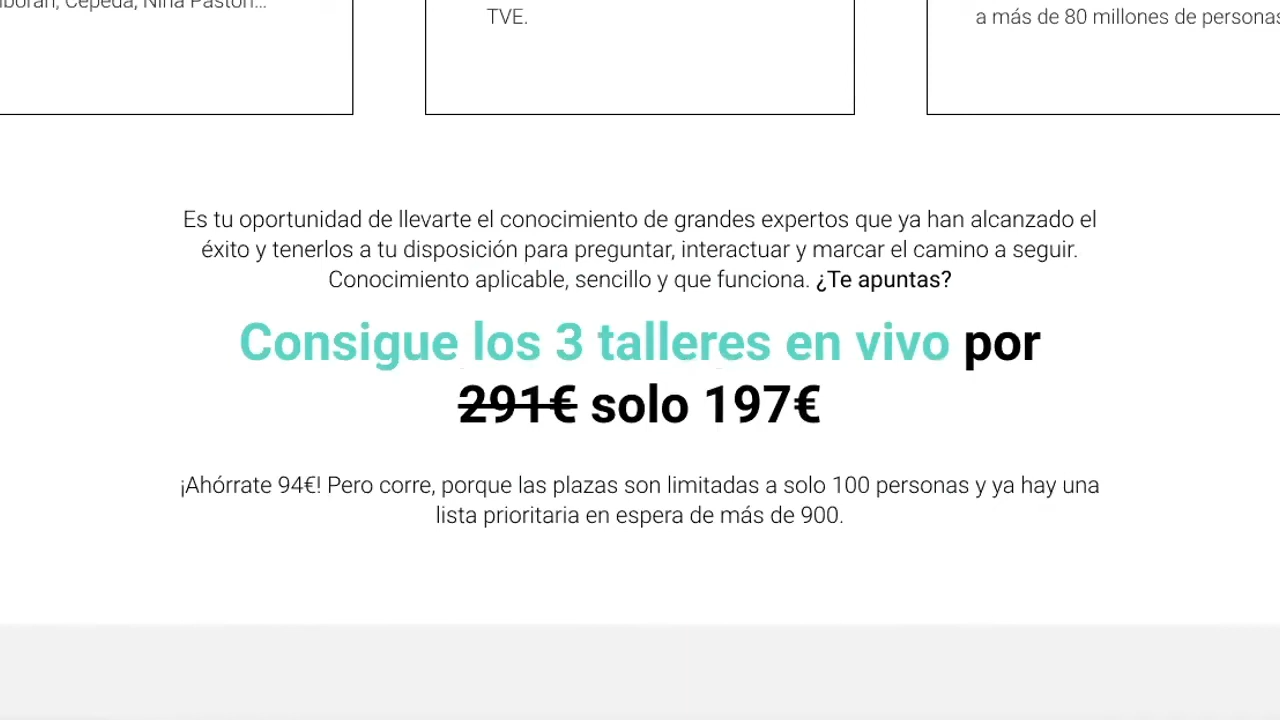 Cepeda, Niña Pastori...
TVE.
a más de 80 millones de personas
Es tu oportunidad de llevarte el conocimiento de grandes expertos que ya han alcanzado el
éxito y tenerlos a tu disposición para preguntar, interactuar y marcar el camino a seguir.
Conocimiento aplicable, sencillo y que funciona. ¿Te apuntas?
Consigue los 3 talleres en vivo por
291€ solo 197€
¡Ahórrate 94€! Pero corre, porque las plazas son limitadas a solo 100 personas y ya hay una
lista prioritaria en espera de más de 900.